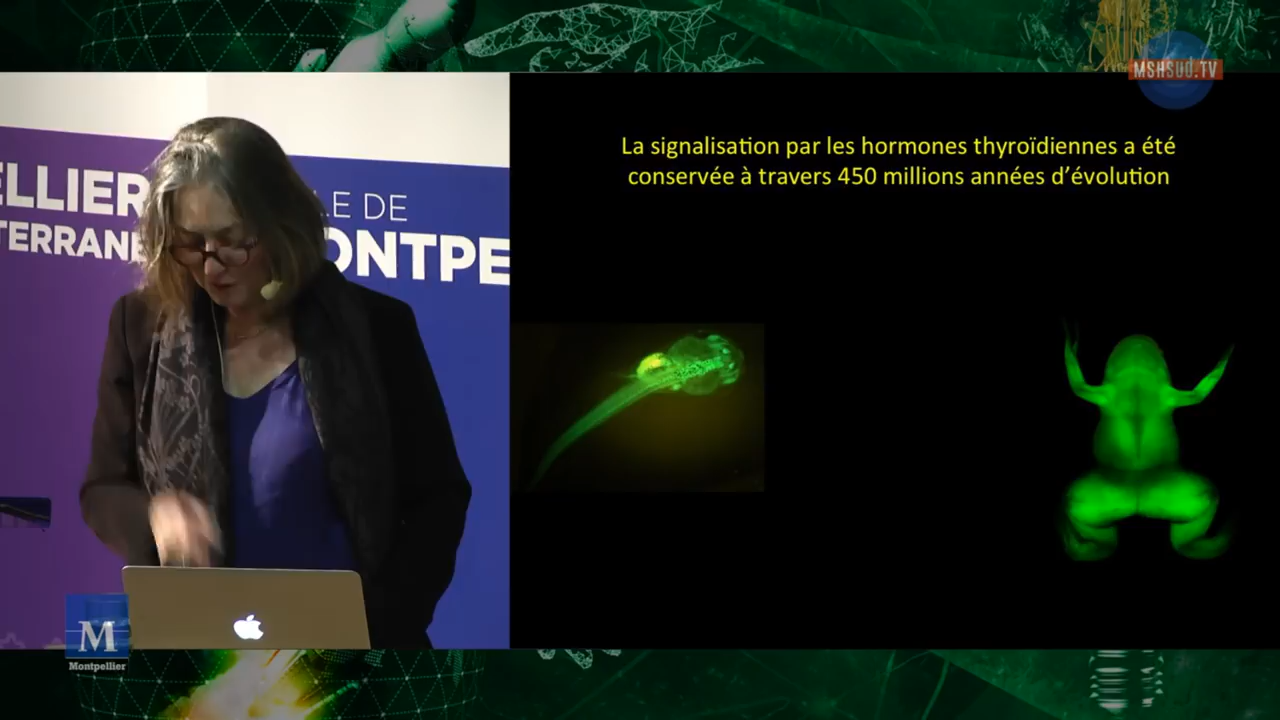 MSHSUD.TV
La signalisation par les hormones thyroïdiennes a été
conservée à travers 450 millions années d'évolution
ELLIER
TERRANE
LE DE
ONTPE
M
Montpellier